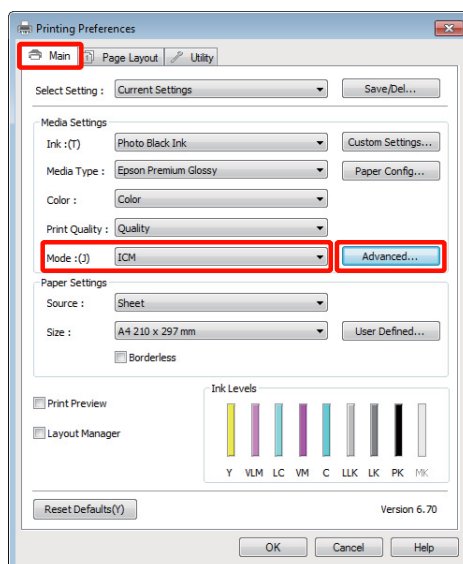 Printing Preferences
Main Page Layout Utility
Select Setting : Current Settings Save/Del...
Media Settings
Ink :(T) Photo Black Ink Custom Settings...
Media Type : Epson Premium Glossy Paper Config...
Color : Color
Print Quality : Quality
Mode :(J) ICM Advanced...
Paper Settings
Source : Sheet
Size : A4 210 x 297 mm User Defined...
Borderless
Ink Levels
Print Preview
Layout Manager
Y VLM LC VM C LLK LK PK MK
Reset Defaults(Y) Version 6.70
OK Cancel Help